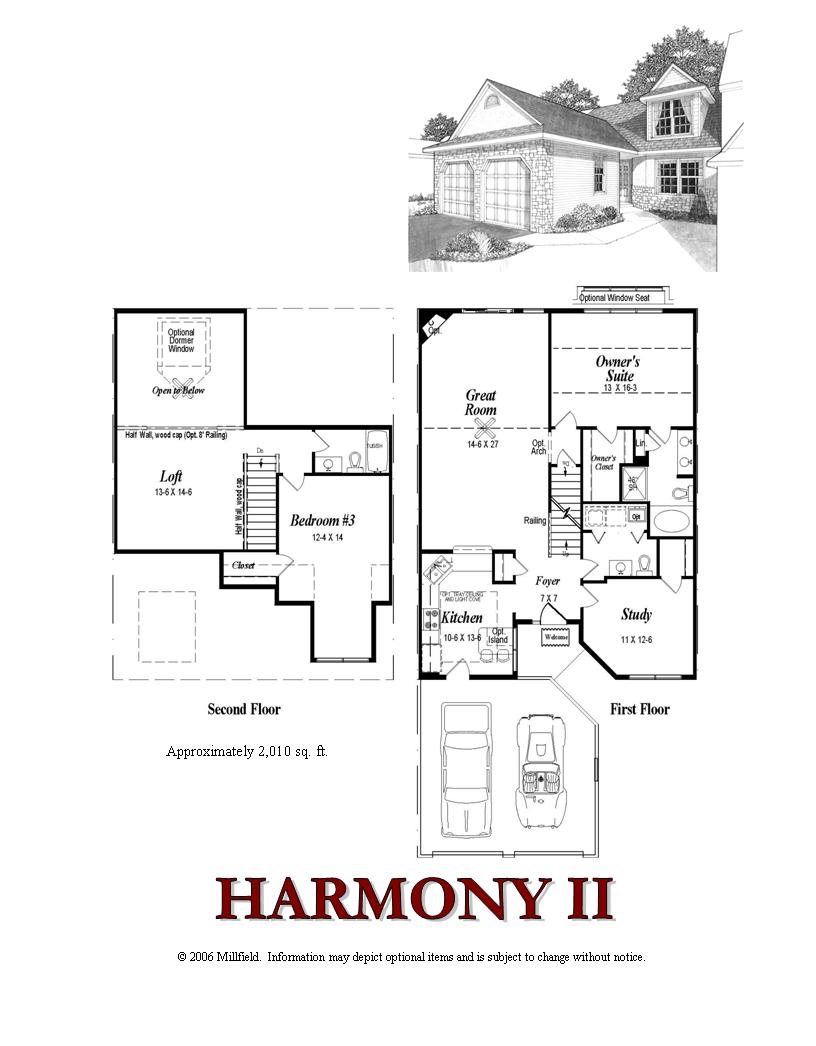 Optional Window Seat
Optional
Dormer
Window
Open to Below
Half Wall, wood cap (Opt. 8' Railing)
Loft
13-6 X 14-6
Half Wall, wood cap
Dn
Bedroom #3
12-4 X 14
Closet
Second Floor
Approximately 2,010 sq. ft.
Opt.
Great
Room
14-6 X 27
Owner's
Suite
13 X 16-3
Opt.
Arch
Owner's
Closet
Lin.
Dn
Railing
Up
Opt
Foyer
7 X 7
OPT. TRAY CEILING
AND LIGHT COVE
Kitchen
10-6 X 13-6
Opt.
Island
Welcome
Study
11 X 12-6
First Floor
HARMONY II
© 2006 Millfield. Information may depict optional items and is subject to change without notice.